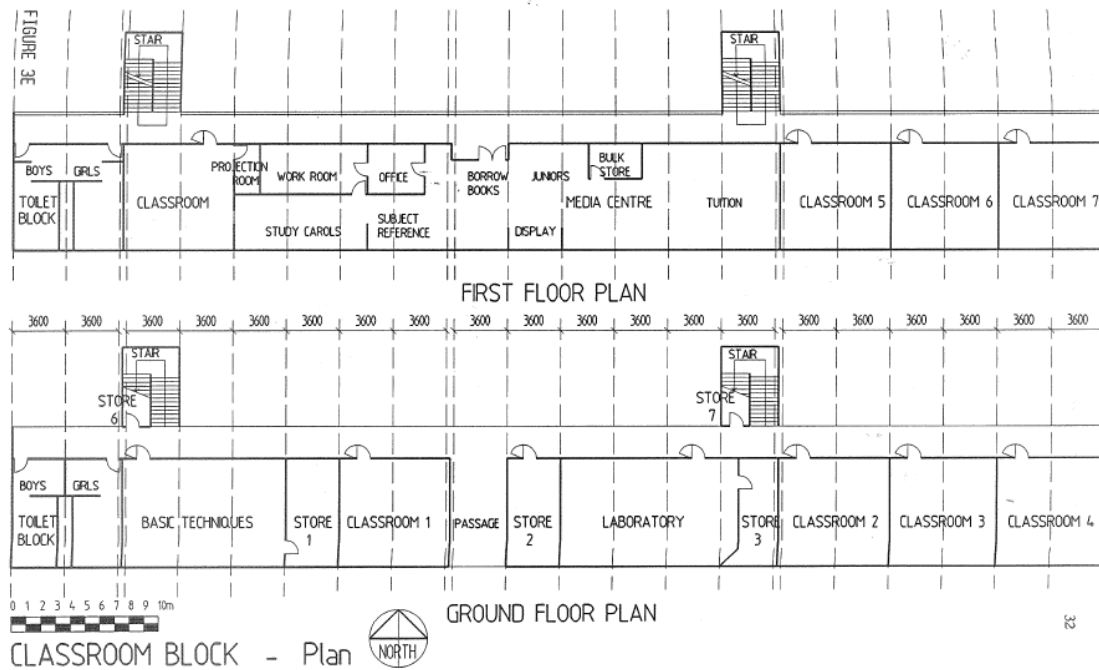 FIGURE 3E
STAIR
STAIR
BOYS GIRLS
TOILET
BLOCK
CLASSROOM
PROJECTION
ROOM
WORK ROOM
OFFICE
STUDY CAROLS
SUBJECT
REFERENCE
BORROW
BOOKS
JUNIORS
DISPLAY
BULK
STORE
MEDIA CENTRE
TUITION
CLASSROOM 5
CLASSROOM 6
CLASSROOM 7
FIRST FLOOR PLAN
3600 3600 3600 3600 3600 3600 3600 3600 3600 3600 3600 3600 3600 3600 3600 3600 3600 3600 3600 3600
STAIR
STORE
6
STAIR
STORE
7
BOYS GIRLS
TOILET
BLOCK
BASIC TECHNIQUES
STORE
1
CLASSROOM 1
PASSAGE
STORE
2
LABORATORY
STORE
3
CLASSROOM 2
CLASSROOM 3
CLASSROOM 4
GROUND FLOOR PLAN
0 1 2 3 4 5 6 7 8 9 10m
CLASSROOM BLOCK - Plan
NORTH
32